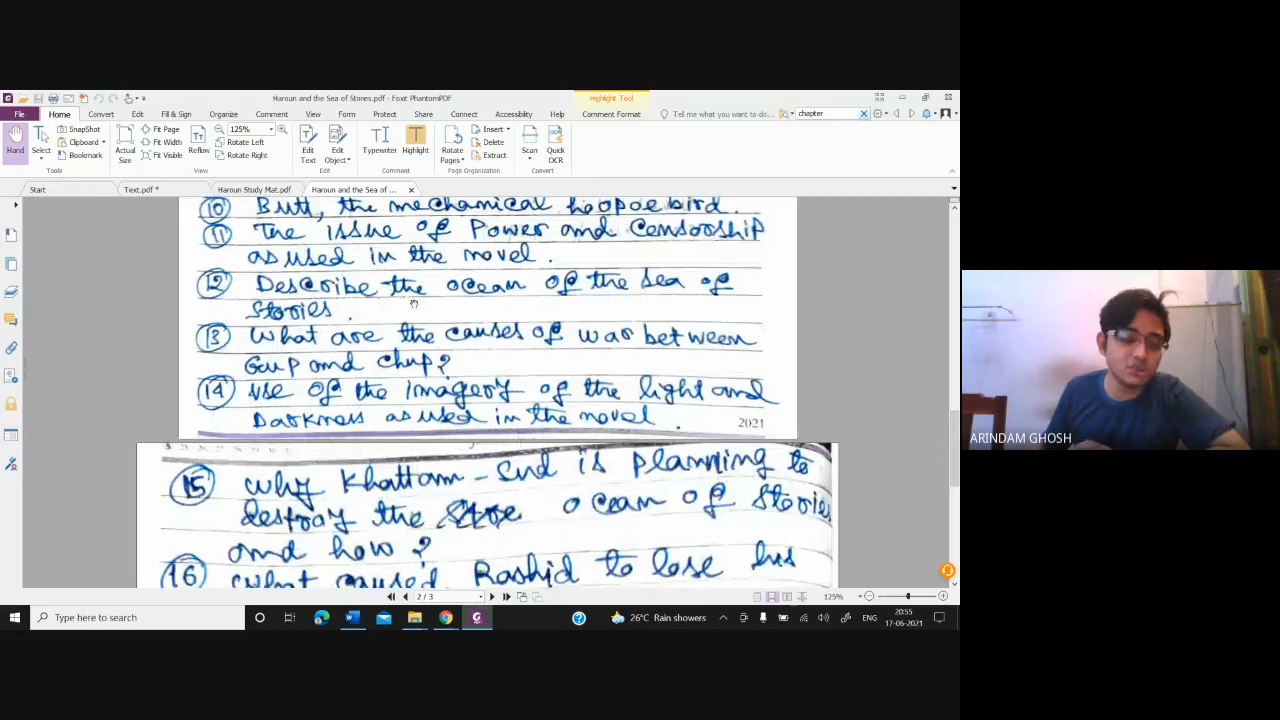 Haroun and the Sea of Stories.pdf - Foxit PhantomPDF
Highlight Tool
File Home Convert Edit Fill & Sign Organize Comment View Form Protect Share Connect Accessibility Help Comment Format Tell me what you want to do.. chapter
Hand
Select
SnapShot
Clipboard
Bookmark
Tools
Actual Size
Fit Page
Fit Width
Fit Visible
Reflow
125%
Rotate Left
Rotate Right
View
Edit Text
Edit Object
Edit
Typewriter
Highlight
Comment
Rotate Pages
Insert
Delete
Extract
Page Organization
Scan
Quick OCR
Convert
Start Text.pdf * Haroun Study Mat.pdf Haroun and the Sea of ...
10 Butt, the mechanical hoopoe bird.
11 The issue of Power and Censorship
as used in the novel.
12 Describe the ocean of the sea of
Stories.
13 What are the causes of war between
Gup and Chup?
14 Use of the imagery of the light and
Darkness as used in the novel.
2021
15 Why Khattam-Shud is planning to
destroy the ocean of Stories
and how?
16 What caused Rashid to lose his
2 / 3
125%
Type here to search
26°C Rain showers
ENG
20:55
17-06-2021
ARINDAM GHOSH